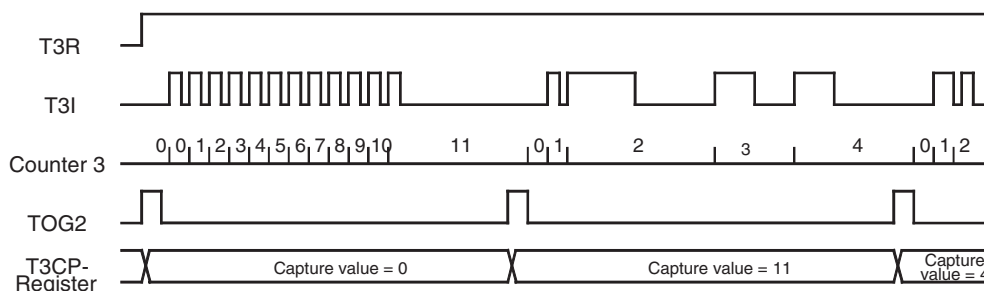 T3R
T3I
0 0 1 2 3 4 5 6 7 8 9 10 11 0 1 2 3 4 0 1 2
Counter 3
TOG2
T3CP-
Register
Capture value = 0
Capture value = 11
Capture
value = 4